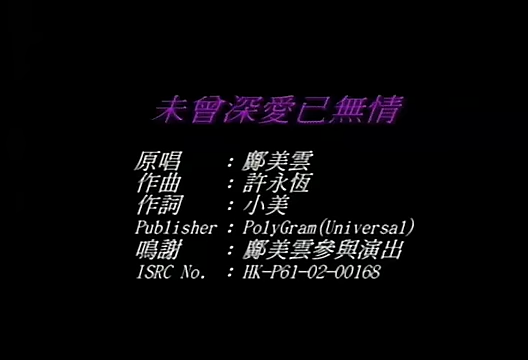 未曾深愛已無情
原唱 : 鄺美雲
作曲 : 許永恆
作詞 : 小美
Publisher : PolyGram(Universal)
鳴謝 : 鄺美雲參與演出
ISRC No. : HK-P61-02-00168